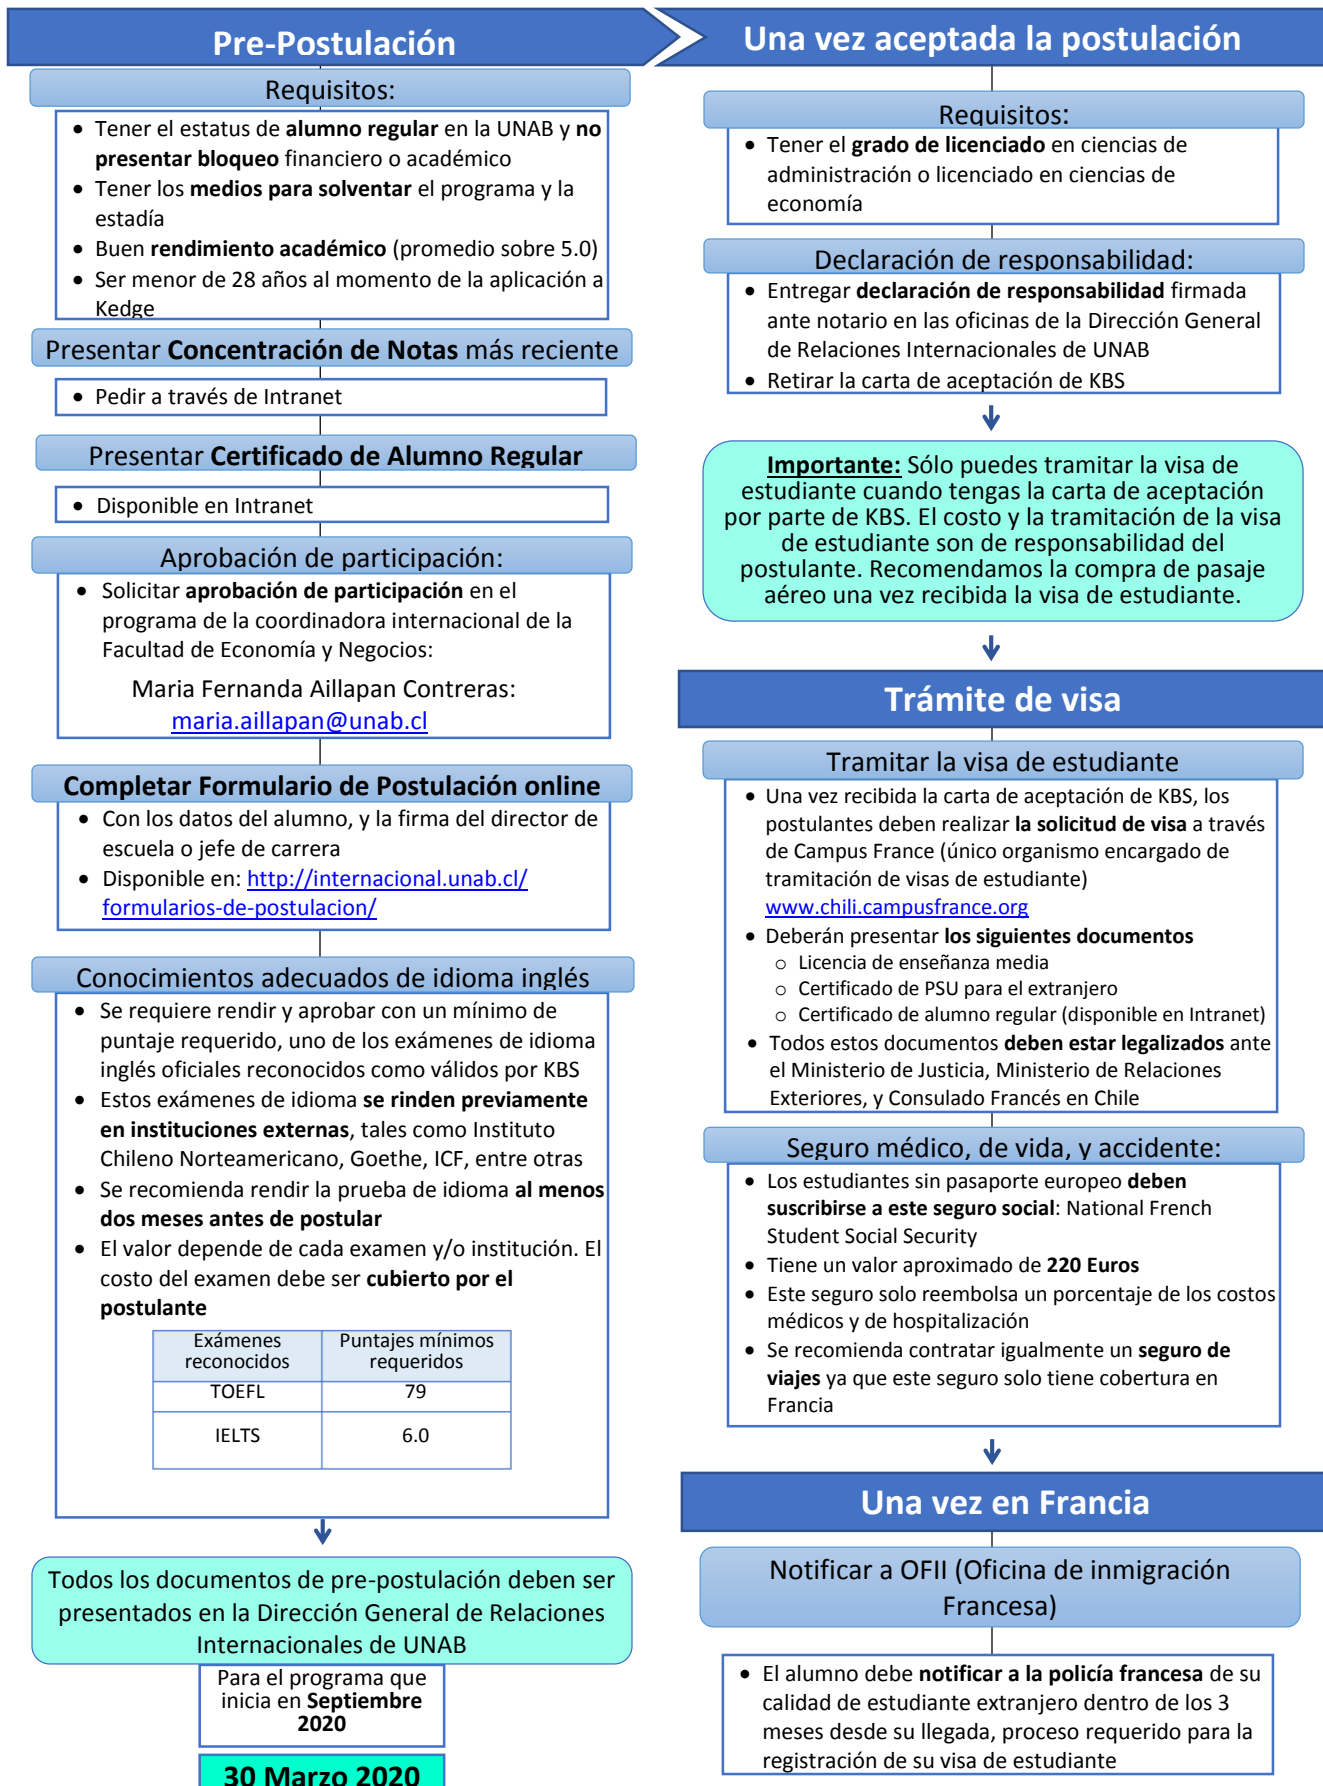 Pre-Postulación
Requisitos:
• Tener el estatus de alumno regular en la UNAB y no
presentar bloqueo financiero o académico
• Tener los medios para solventar el programa y la
estadía
• Buen rendimiento académico (promedio sobre 5.0)
• Ser menor de 28 años al momento de la aplicación a
Kedge
Presentar Concentración de Notas más reciente
• Pedir a través de Intranet
Presentar Certificado de Alumno Regular
• Disponible en Intranet
Aprobación de participación:
• Solicitar aprobación de participación en el
programa de la coordinadora internacional de la
Facultad de Economía y Negocios:
Maria Fernanda Aillapan Contreras:
maria.aillapan@unab.cl
Completar Formulario de Postulación online
• Con los datos del alumno, y la firma del director de
escuela o jefe de carrera
• Disponible en: http://internacional.unab.cl/
formularios-de-postulacion/
Conocimientos adecuados de idioma inglés
• Se requiere rendir y aprobar con un mínimo de
puntaje requerido, uno de los exámenes de idioma
inglés oficiales reconocidos como válidos por KBS
• Estos exámenes de idioma se rinden previamente
en instituciones externas, tales como Instituto
Chileno Norteamericano, Goethe, ICF, entre otras
• Se recomienda rendir la prueba de idioma al menos
dos meses antes de postular
• El valor depende de cada examen y/o institución. El
costo del examen debe ser cubierto por el
postulante
Exámenes reconocidos Puntajes mínimos requeridos
TOEFL 79
IELTS 6.0
Todos los documentos de pre-postulación deben ser
presentados en la Dirección General de Relaciones
Internacionales de UNAB
Para el programa que
inicia en Septiembre
2020
30 Marzo 2020
Una vez aceptada la postulación
Requisitos:
• Tener el grado de licenciado en ciencias de
administración o licenciado en ciencias de
economía
Declaración de responsabilidad:
• Entregar declaración de responsabilidad firmada
ante notario en las oficinas de la Dirección General
de Relaciones Internacionales de UNAB
• Retirar la carta de aceptación de KBS
Importante: Sólo puedes tramitar la visa de
estudiante cuando tengas la carta de aceptación
por parte de KBS. El costo y la tramitación de la visa
de estudiante son de responsabilidad del
postulante. Recomendamos la compra de pasaje
aéreo una vez recibida la visa de estudiante.
Trámite de visa
Tramitar la visa de estudiante
• Una vez recibida la carta de aceptación de KBS, los
postulantes deben realizar la solicitud de visa a través
de Campus France (único organismo encargado de
tramitación de visas de estudiante)
www.chili.campusfrance.org
• Deberán presentar los siguientes documentos
○ Licencia de enseñanza media
○ Certificado de PSU para el extranjero
○ Certificado de alumno regular (disponible en Intranet)
• Todos estos documentos deben estar legalizados ante
el Ministerio de Justicia, Ministerio de Relaciones
Exteriores, y Consulado Francés en Chile
Seguro médico, de vida, y accidente:
• Los estudiantes sin pasaporte europeo deben
suscribirse a este seguro social: National French
Student Social Security
• Tiene un valor aproximado de 220 Euros
• Este seguro solo reembolsa un porcentaje de los costos
médicos y de hospitalización
• Se recomienda contratar igualmente un seguro de
viajes ya que este seguro solo tiene cobertura en
Francia
Una vez en Francia
Notificar a OFII (Oficina de inmigración
Francesa)
• El alumno debe notificar a la policía francesa de su
calidad de estudiante extranjero dentro de los 3
meses desde su llegada, proceso requerido para la
registración de su visa de estudiante